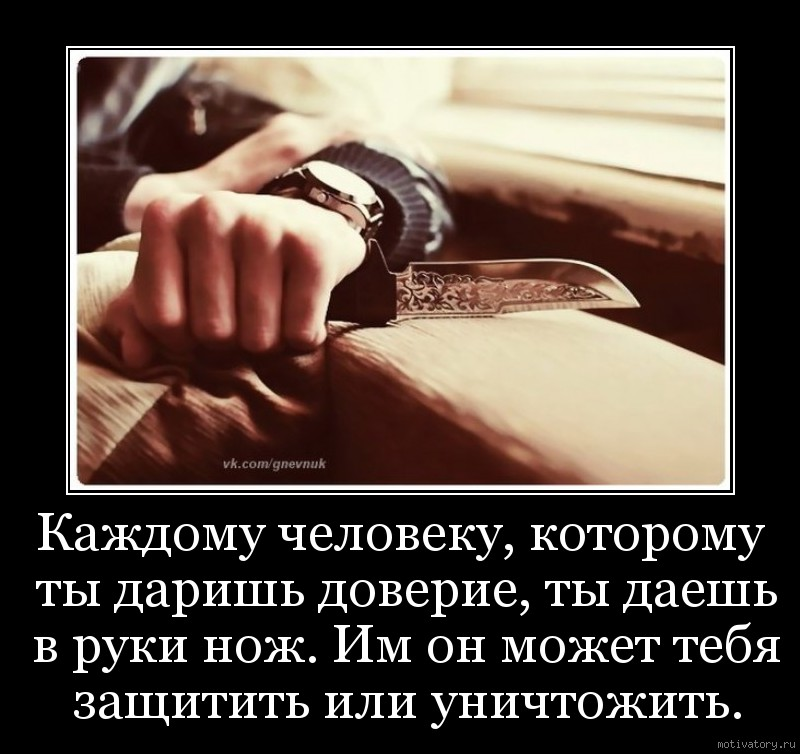 vk.com/gnevnuk
Каждому человеку, которому
ты даришь доверие, ты даешь
в руки нож. Им он может тебя
защитить или уничтожить.
motivatory.ru